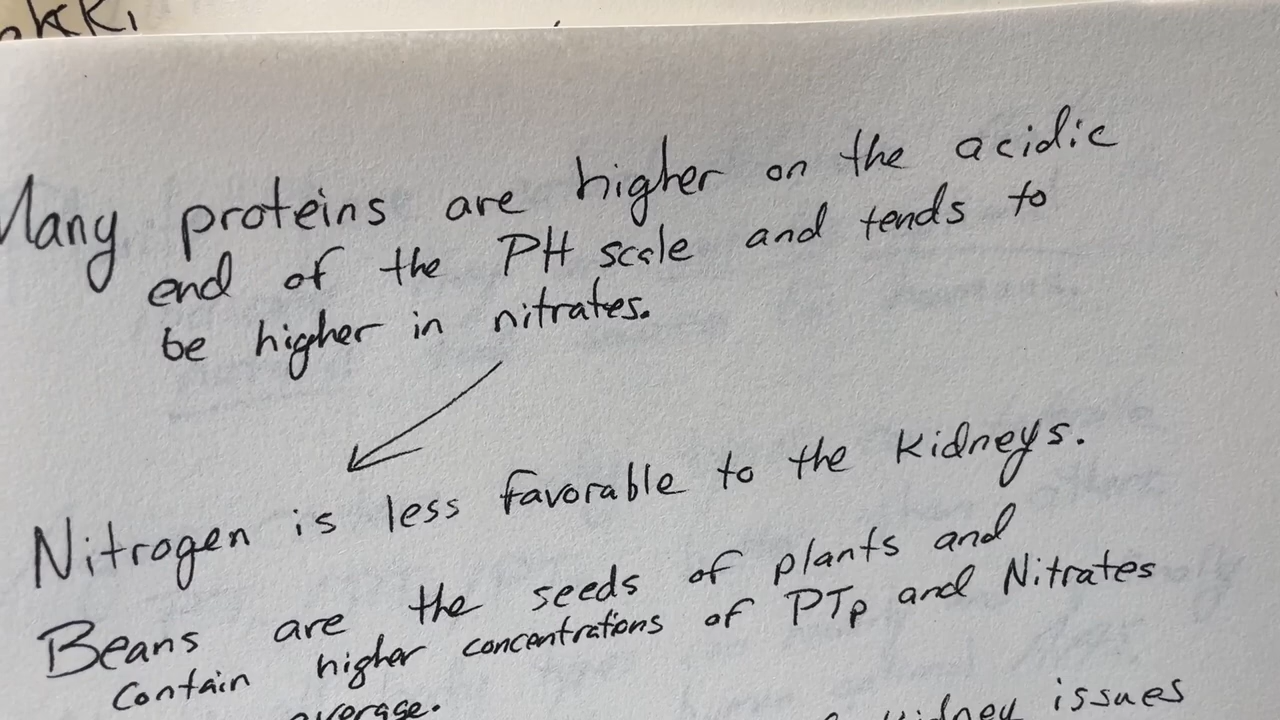 Many proteins are higher on the acidic
end of the PH scale and tends to
be higher in nitrates.
Nitrogen is less favorable to the kidneys.
Beans are the seeds of plants and
contain higher concentrations of PTp and Nitrates
average.
kidney issues